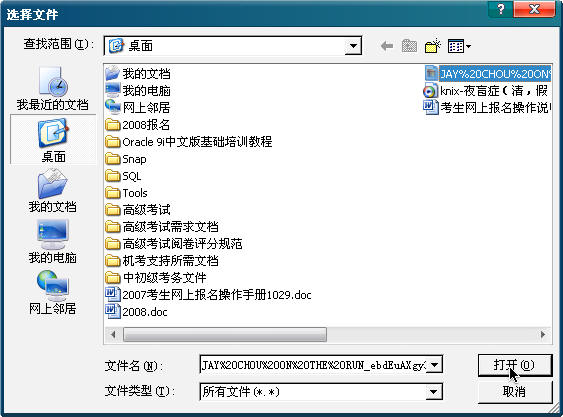 选择文件
查找范围(I):
桌面
我最近的文档
桌面
我的文档
我的电脑
网上邻居
我的文档
我的电脑
网上邻居
2008报名
Oracle 9i中文版基础培训教程
Snap
SQL
Tools
高级考试
高级考试需求文档
高级考试阅卷评分规范
机考支持所需文档
中初级考务文件
2007考生网上报名操作手册1029.doc
2008.doc
JAY%20CHOU%20ON%
knix-夜盲症(清，假
考生网上报名操作说
文件名(N):
JAY%20CHOU%20ON%20THE%20RUN_ebdEuAXgy
打开(O)
文件类型(T):
所有文件(*.*)
取消